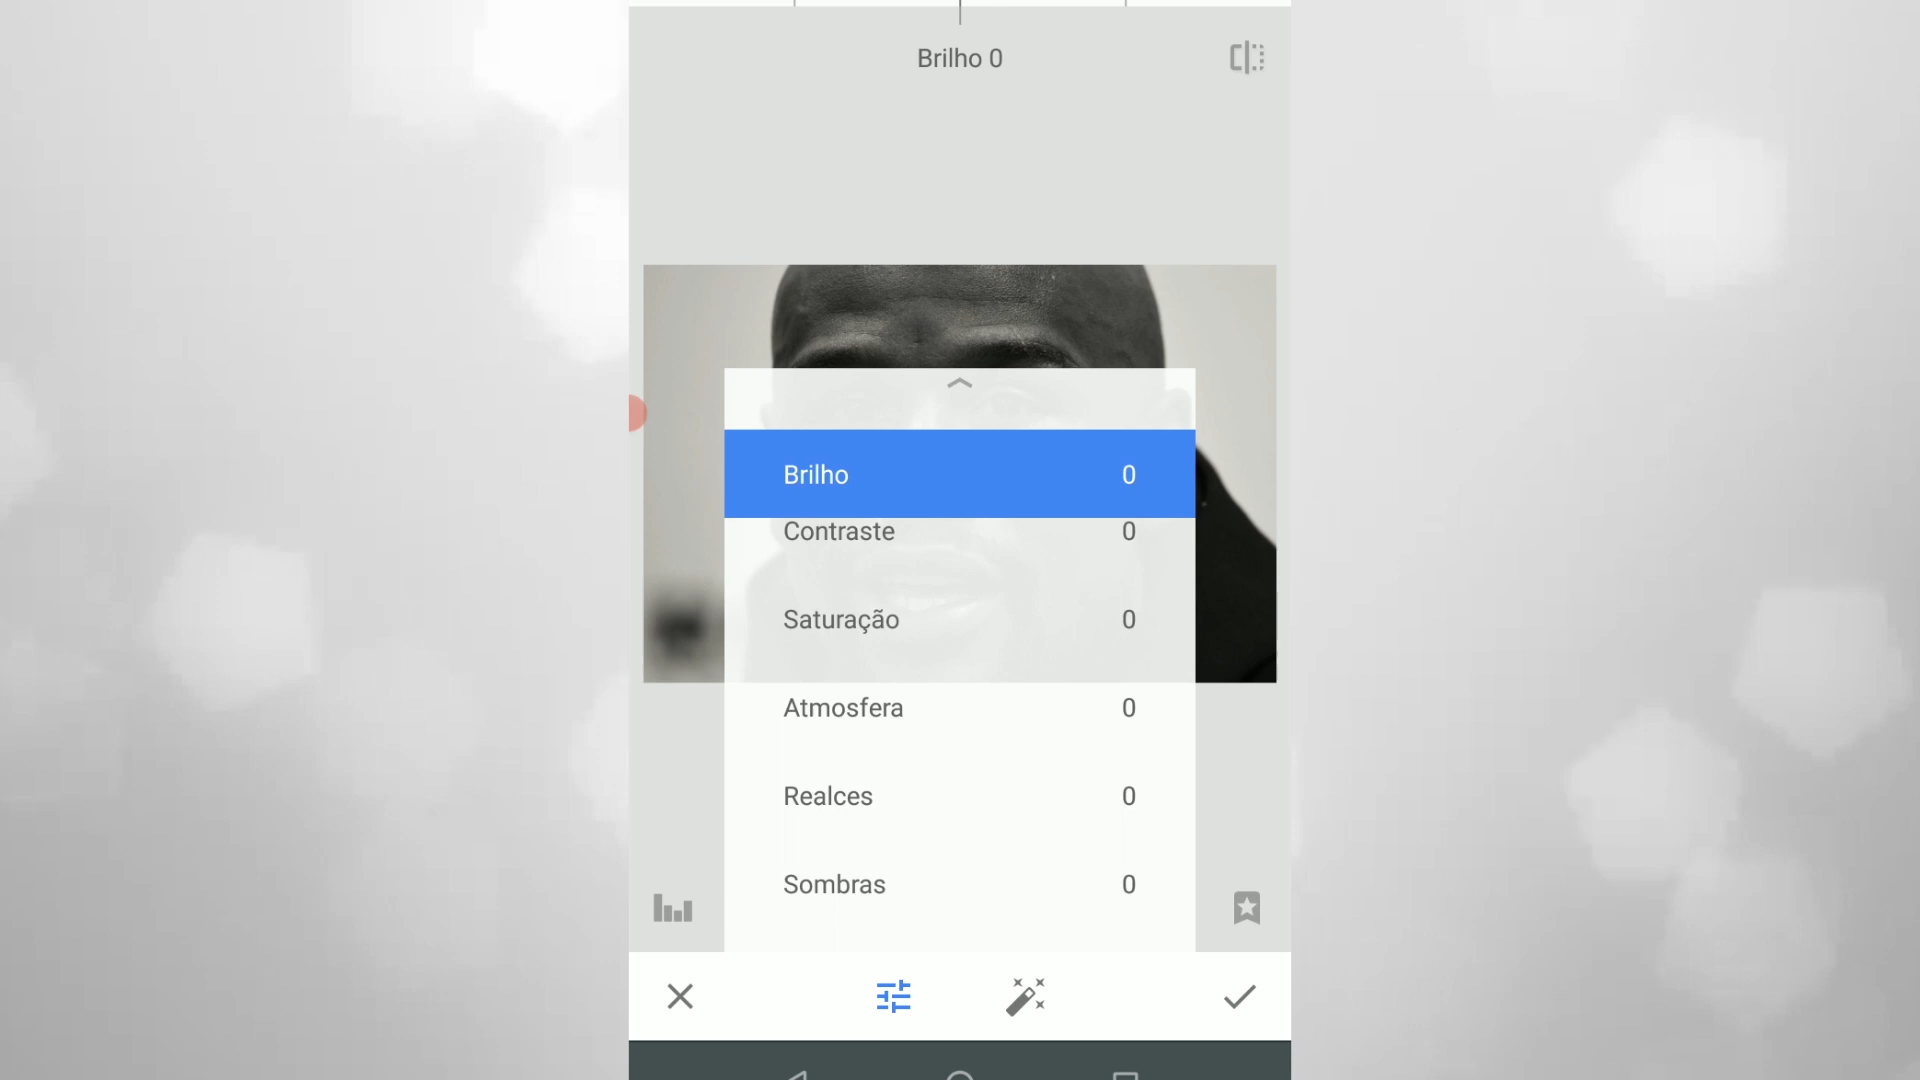 Brilho 0
Brilho 0
Contraste 0
Saturação 0
Atmosfera 0
Realces 0
Sombras 0